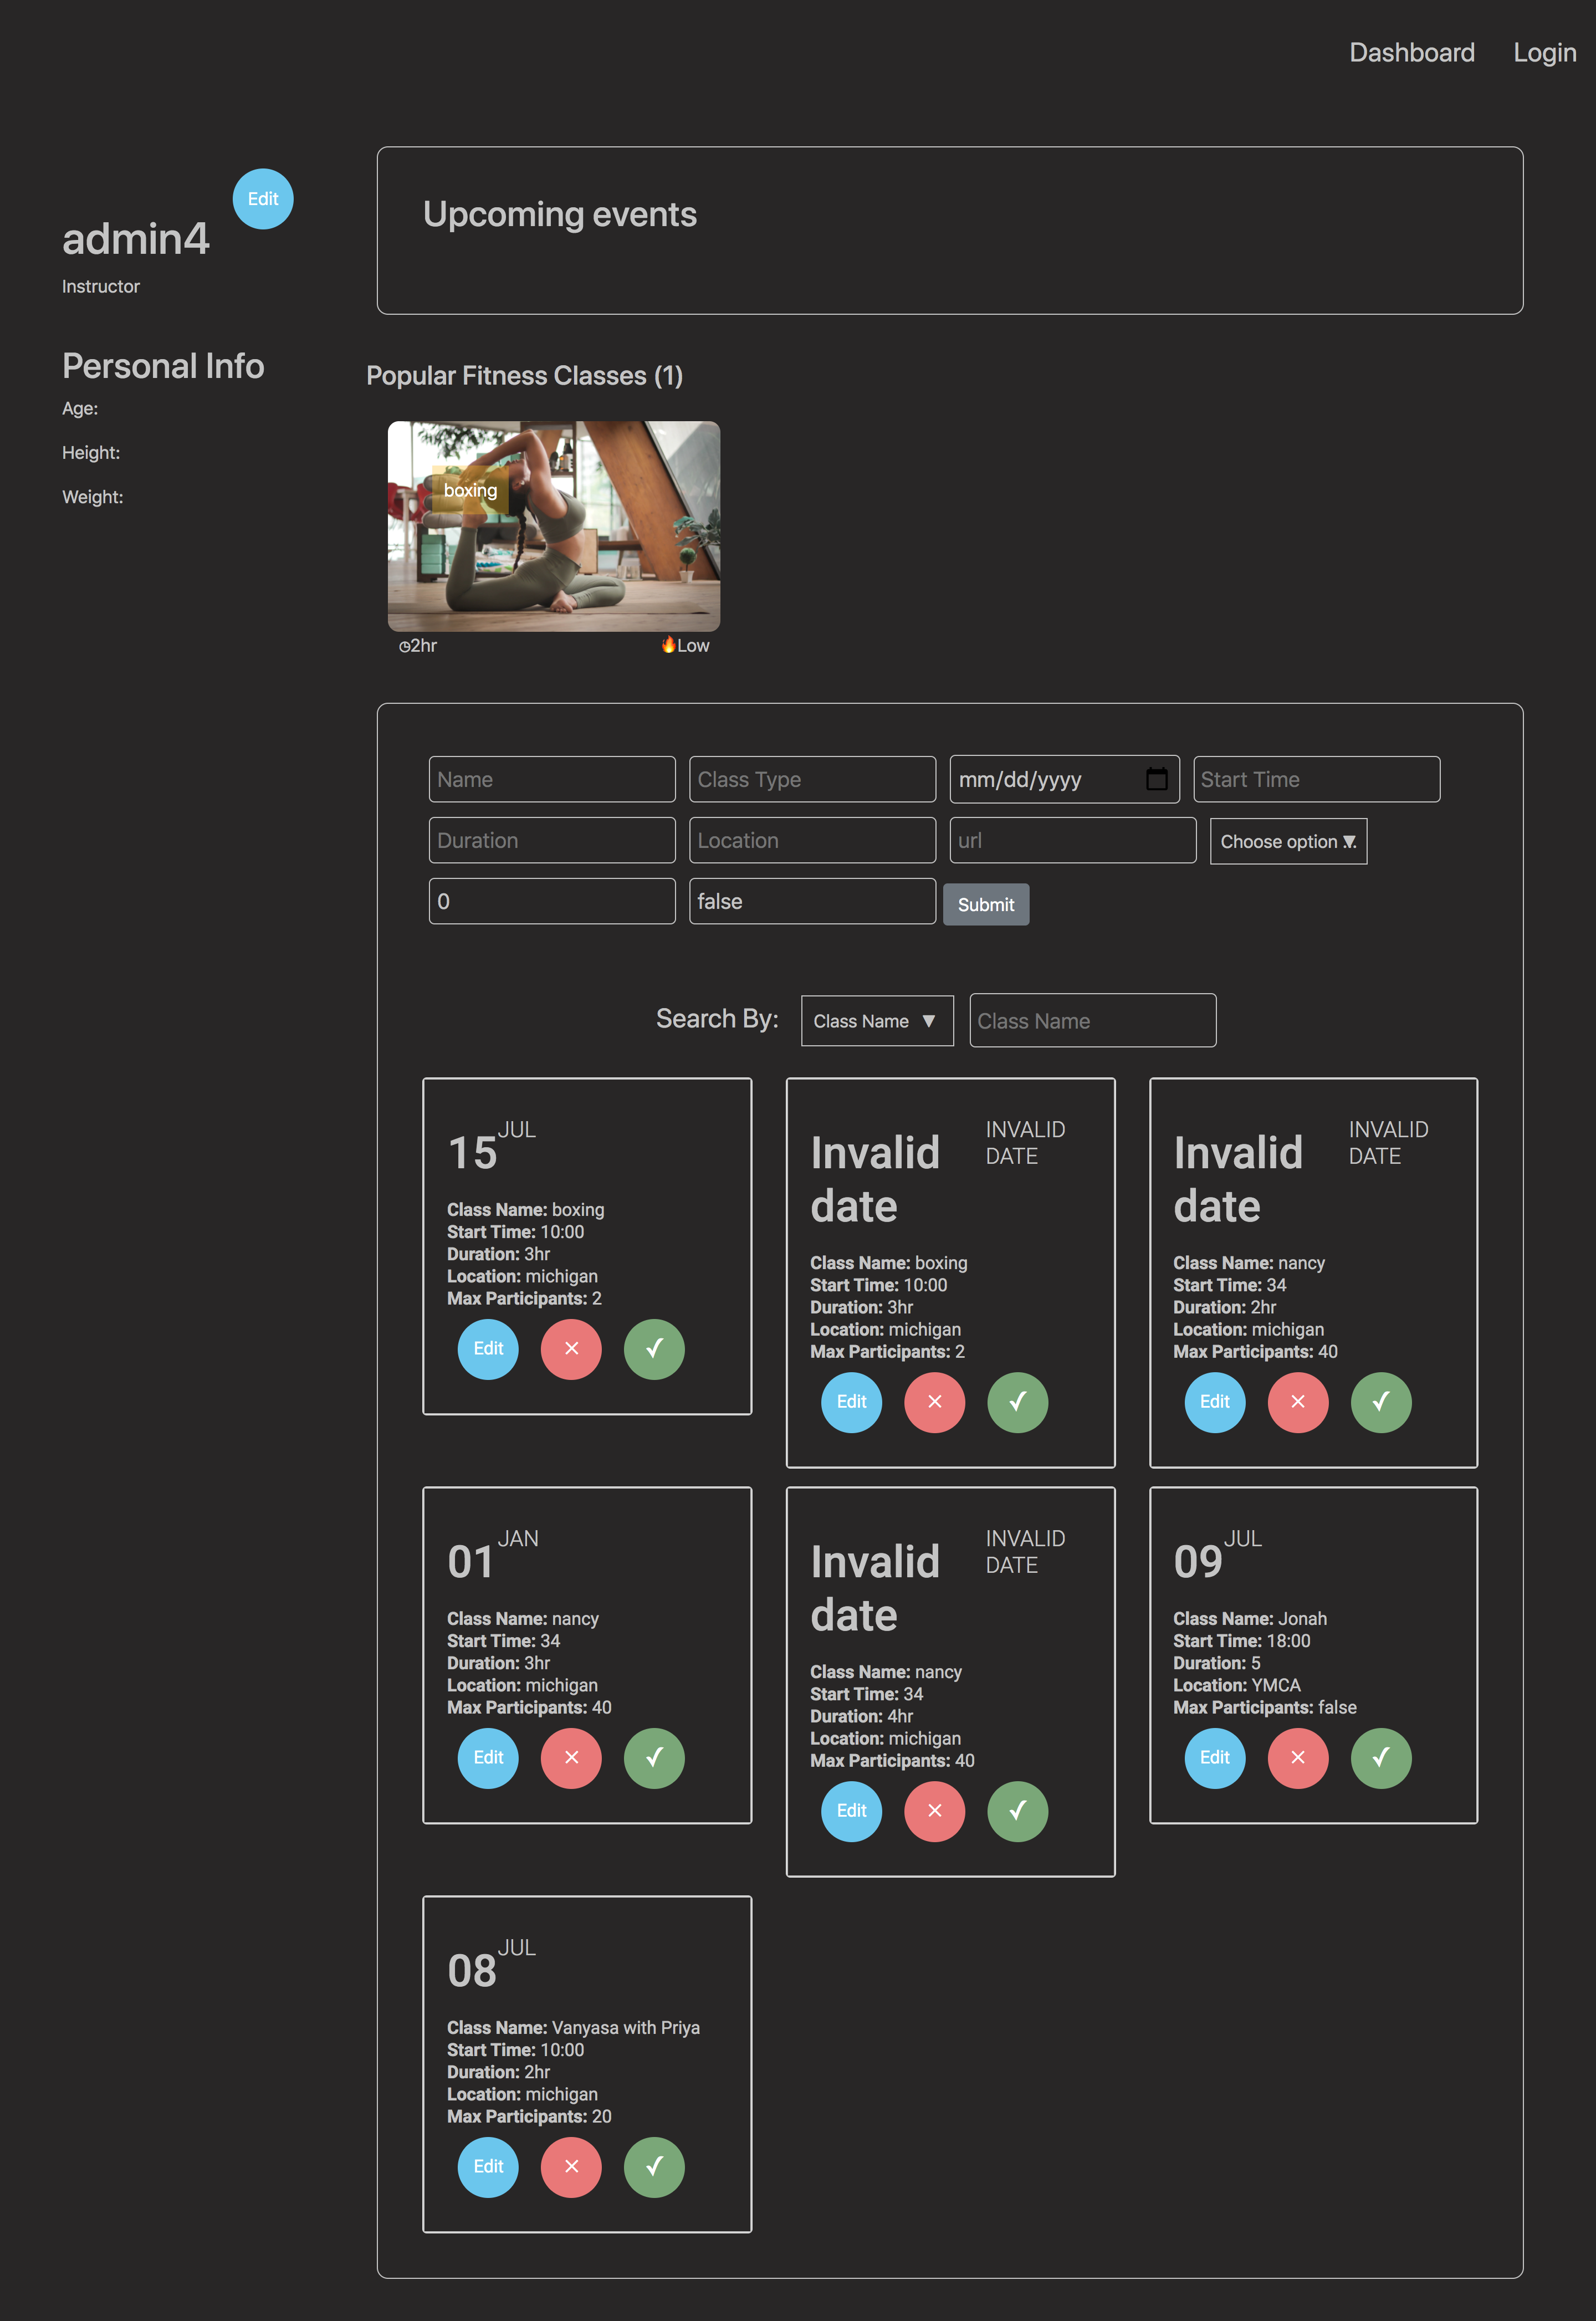 Dashboard Login
Edit
admin4
Instructor
Personal Info
Age:
Height:
Weight:
Upcoming events
Popular Fitness Classes (1)
boxing
2hr
Low
Name Class Type mm/dd/yyyy Start Time
Duration Location url Choose option ...
0 false Submit
Search By: Class Name Class Name
15 JUL
Class Name: boxing
Start Time: 10:00
Duration: 3hr
Location: michigan
Max Participants: 2
Edit × ✓
Invalid
date
INVALID
DATE
Class Name: boxing
Start Time: 10:00
Duration: 3hr
Location: michigan
Max Participants: 2
Edit × ✓
Invalid
date
INVALID
DATE
Class Name: nancy
Start Time: 34
Duration: 2hr
Location: michigan
Max Participants: 40
Edit × ✓
01 JAN
Class Name: nancy
Start Time: 34
Duration: 3hr
Location: michigan
Max Participants: 40
Edit × ✓
Invalid
date
INVALID
DATE
Class Name: nancy
Start Time: 34
Duration: 4hr
Location: michigan
Max Participants: 40
Edit × ✓
09 JUL
Class Name: Jonah
Start Time: 18:00
Duration: 5
Location: YMCA
Max Participants: false
Edit × ✓
08 JUL
Class Name: Vanyasa with Priya
Start Time: 10:00
Duration: 2hr
Location: michigan
Max Participants: 20
Edit × ✓